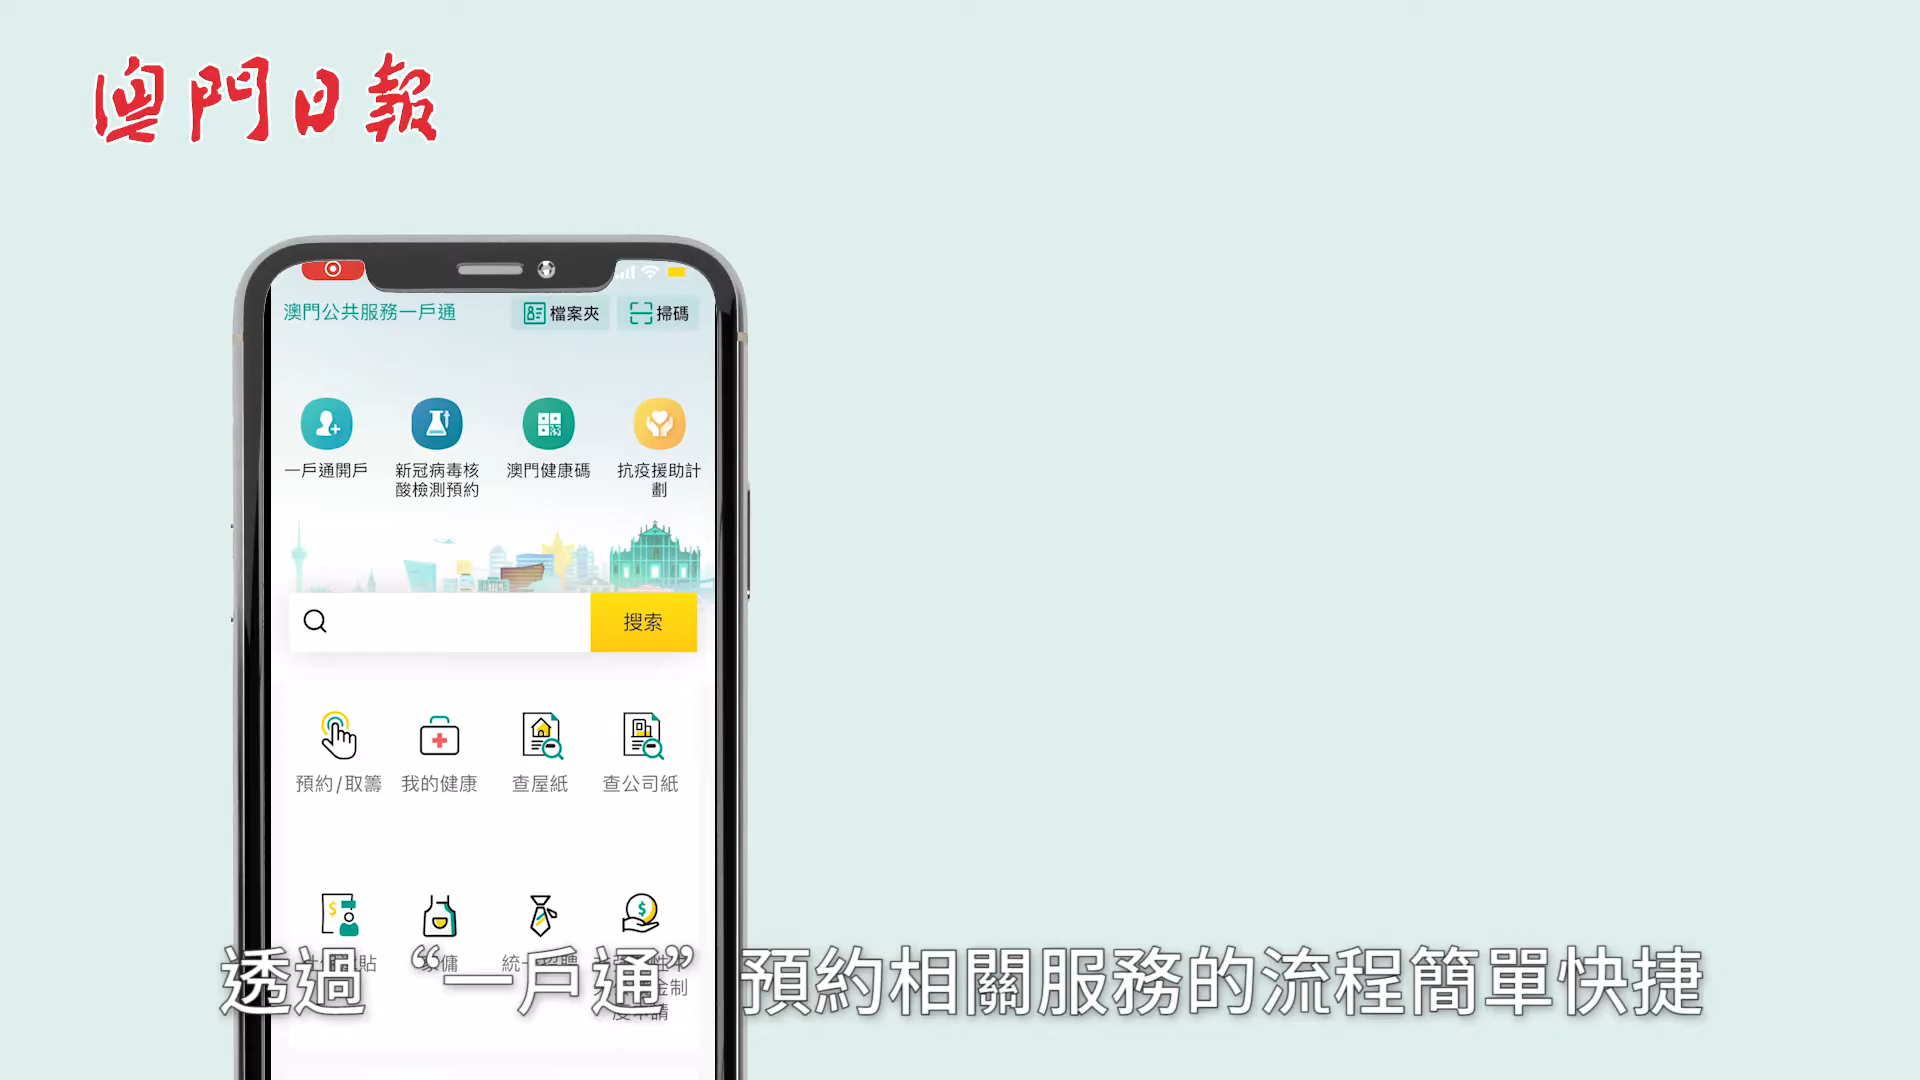 澳門日報
澳門公共服務一戶通
檔案夾
掃碼
一戶通開戶
新冠病毒核
酸檢測預約
澳門健康碼
抗疫援助計
劃
搜索
預約/取籌
我的健康
查屋紙
查公司紙
透過“一戶通”預約相關服務的流程簡單快捷